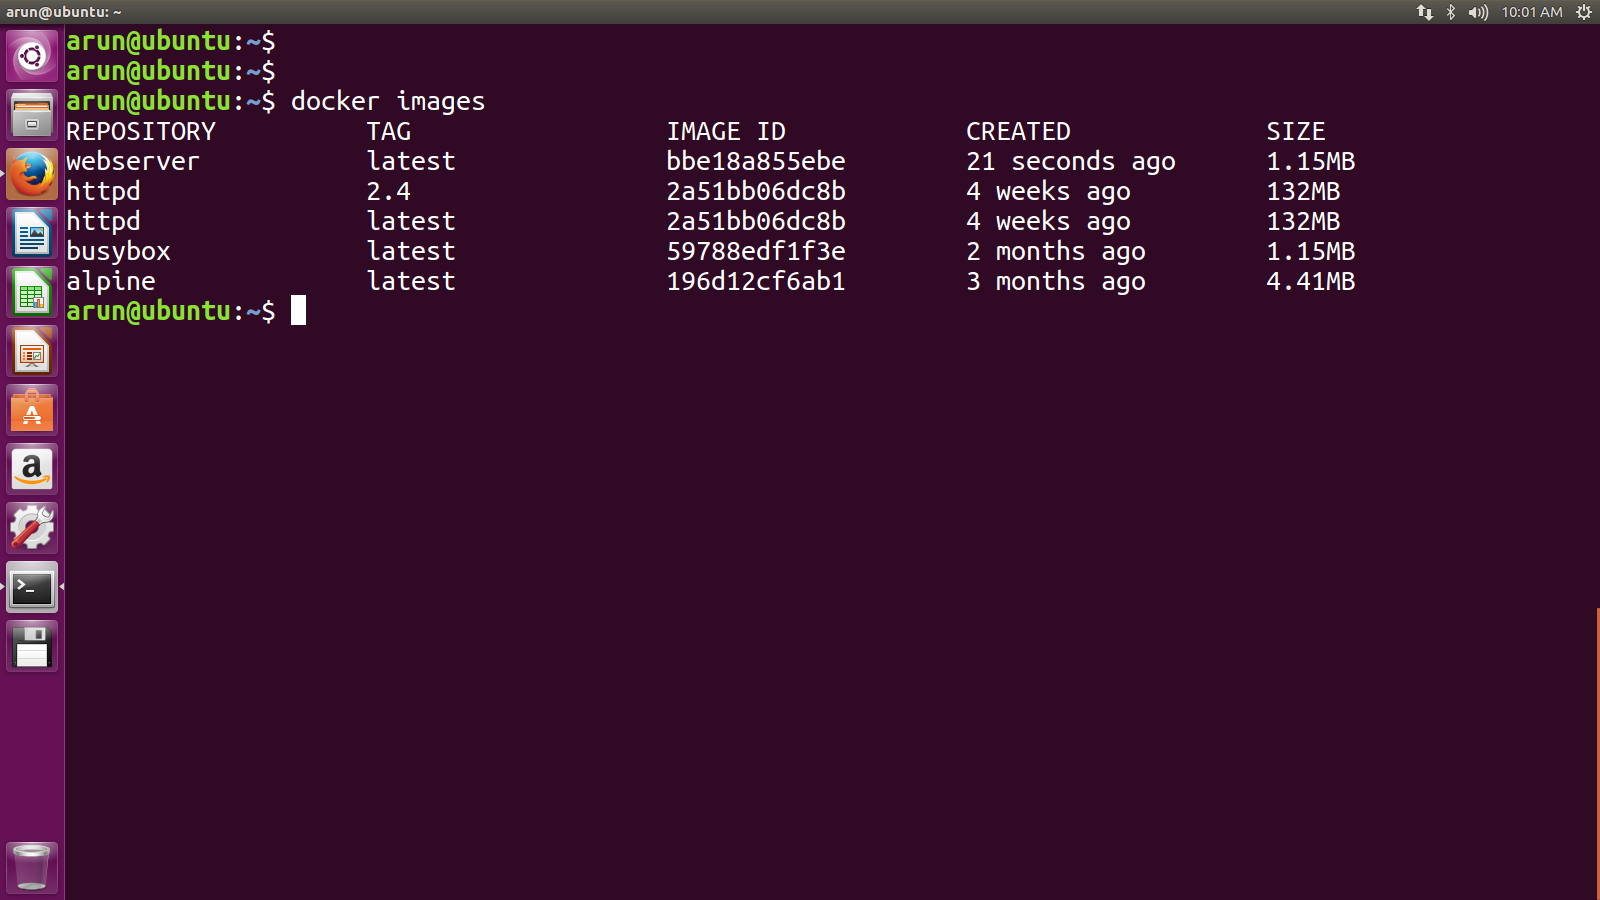 arun@ubuntu: ~ 10:01 AM
arun@ubuntu:~$
arun@ubuntu:~$
arun@ubuntu:~$ docker images
REPOSITORY TAG IMAGE ID CREATED SIZE
webserver latest bbe18a855ebe 21 seconds ago 1.15MB
httpd 2.4 2a51bb06dc8b 4 weeks ago 132MB
httpd latest 2a51bb06dc8b 4 weeks ago 132MB
busybox latest 59788edf1f3e 2 months ago 1.15MB
alpine latest 196d12cf6ab1 3 months ago 4.41MB
arun@ubuntu:~$